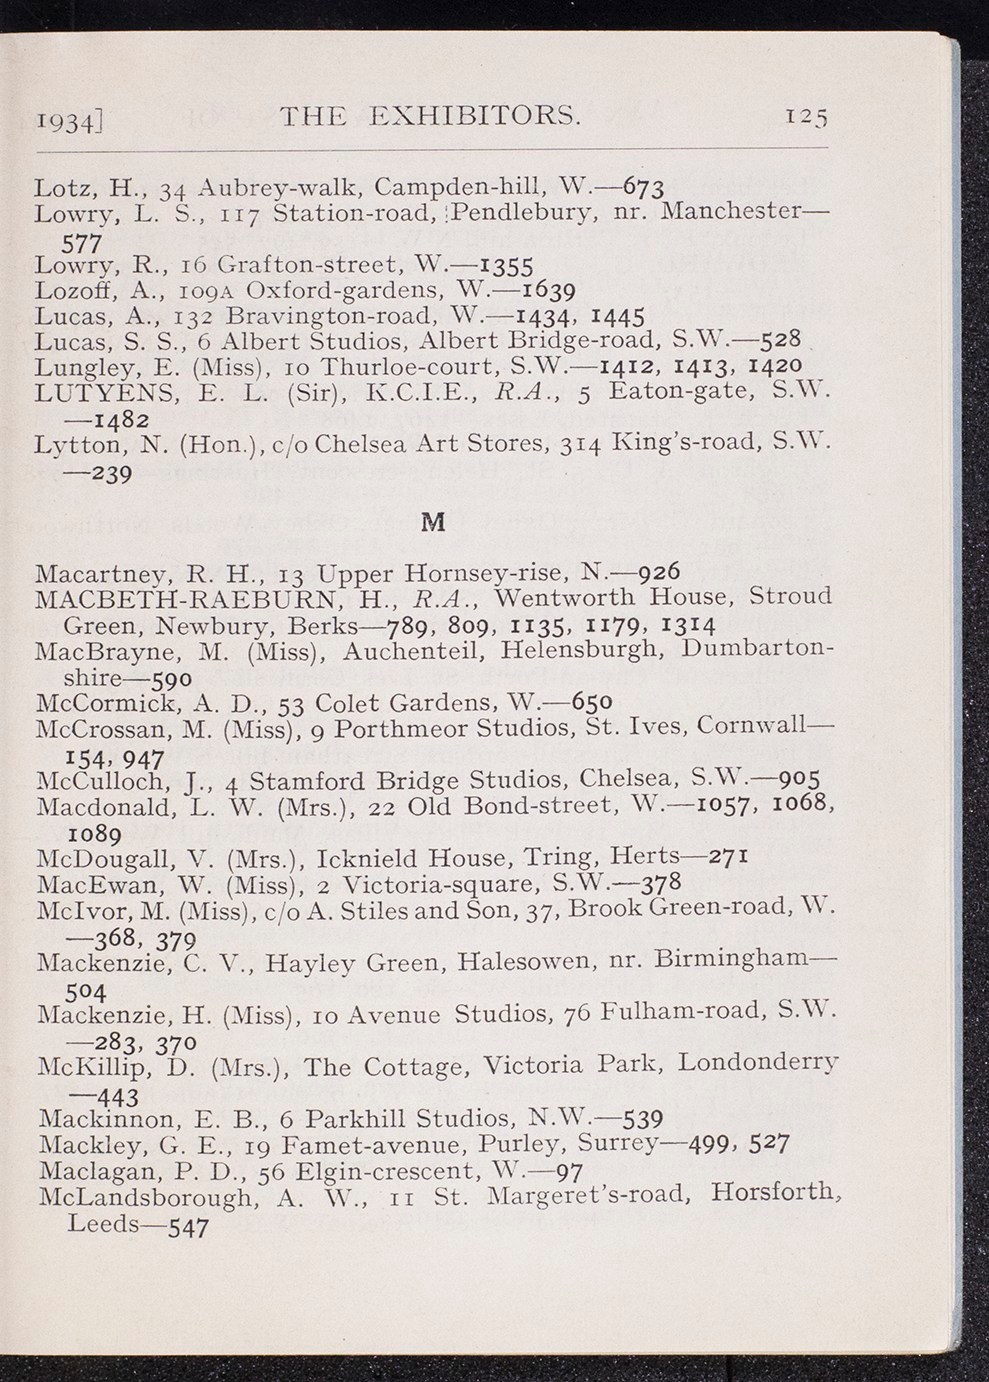 1934] THE EXHIBITORS. 125
Lotz, H., 34 Aubrey-walk, Campden-hill, W.—673
Lowry, L. S., 117 Station-road, Pendlebury, nr. Manchester—
577
Lowry, R., 16 Grafton-street, W.—1355
Lozoff, A., 109A Oxford-gardens, W.—1639
Lucas, A., 132 Bravington-road, W.—1434, 1445
Lucas, S. S., 6 Albert Studios, Albert Bridge-road, S.W.—528
Lungley, E. (Miss), 10 Thurloe-court, S.W.—1412, 1413, 1420
LUTYENS, E. L. (Sir), K.C.I.E., R.A., 5 Eaton-gate, S.W.
—1482
Lytton, N. (Hon.), c/o Chelsea Art Stores, 314 King's-road, S.W.
—239
M
Macartney, R. H., 13 Upper Hornsey-rise, N.—926
MACBETH-RAEBURN, H., R.A., Wentworth House, Stroud
Green, Newbury, Berks—789, 809, 1135, 1179, 1314
MacBrayne, M. (Miss), Auchenteil, Helensburgh, Dumbarton-
shire—590
McCormick, A. D., 53 Colet Gardens, W.—650
McCrossan, M. (Miss), 9 Porthmeor Studios, St. Ives, Cornwall—
154, 947
McCulloch, J., 4 Stamford Bridge Studios, Chelsea, S.W.—905
Macdonald, L. W. (Mrs.), 22 Old Bond-street, W.—1057, 1068,
1089
McDougall, V. (Mrs.), Icknield House, Tring, Herts—271
MacEwan, W. (Miss), 2 Victoria-square, S.W.—378
McIvor, M. (Miss), c/o A. Stiles and Son, 37, Brook Green-road, W.
—368, 379
Mackenzie, C. V., Hayley Green, Halesowen, nr. Birmingham—
504
Mackenzie, H. (Miss), 10 Avenue Studios, 76 Fulham-road, S.W.
—283, 370
McKillip, D. (Mrs.), The Cottage, Victoria Park, Londonderry
—443
Mackinnon, E. B., 6 Parkhill Studios, N.W.—539
Mackley, G. E., 19 Famet-avenue, Purley, Surrey—499, 527
Maclagan, P. D., 56 Elgin-crescent, W.—97
McLandsborough, A. W., 11 St. Margeret's-road, Horsforth,
Leeds—547